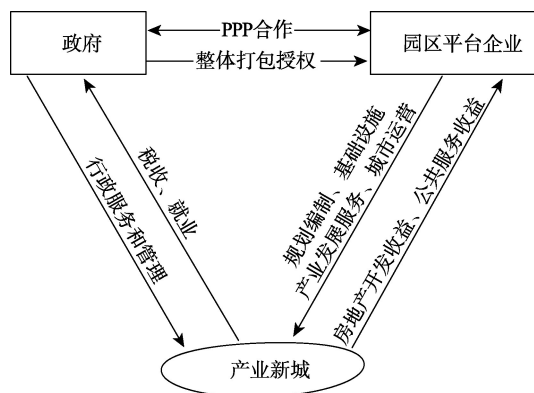 政府
PPP合作
整体打包授权
园区平台企业
行政服务和管理
税收、就业
规划编制、基础设施
产业发展服务、城市运营
房地产开发收益、公共服务收益
产业新城